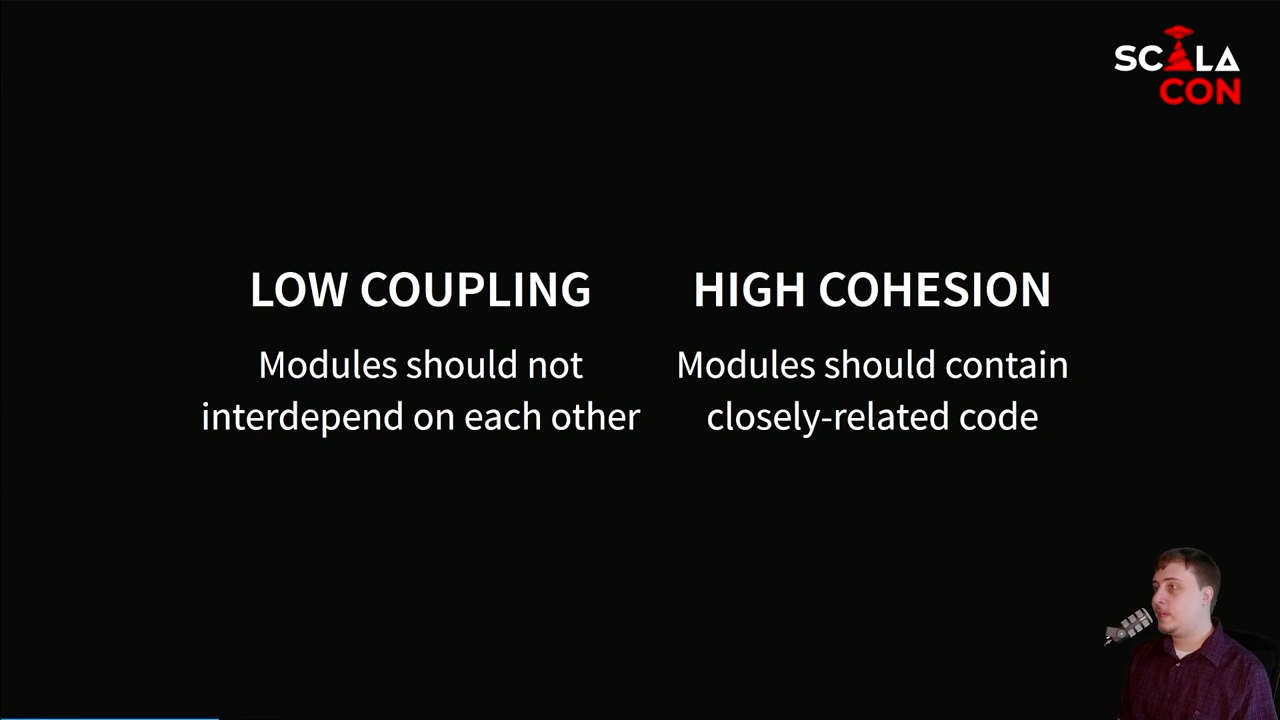 SCALA
CON
LOW COUPLING
Modules should not
interdepend on each other
HIGH COHESION
Modules should contain
closely-related code